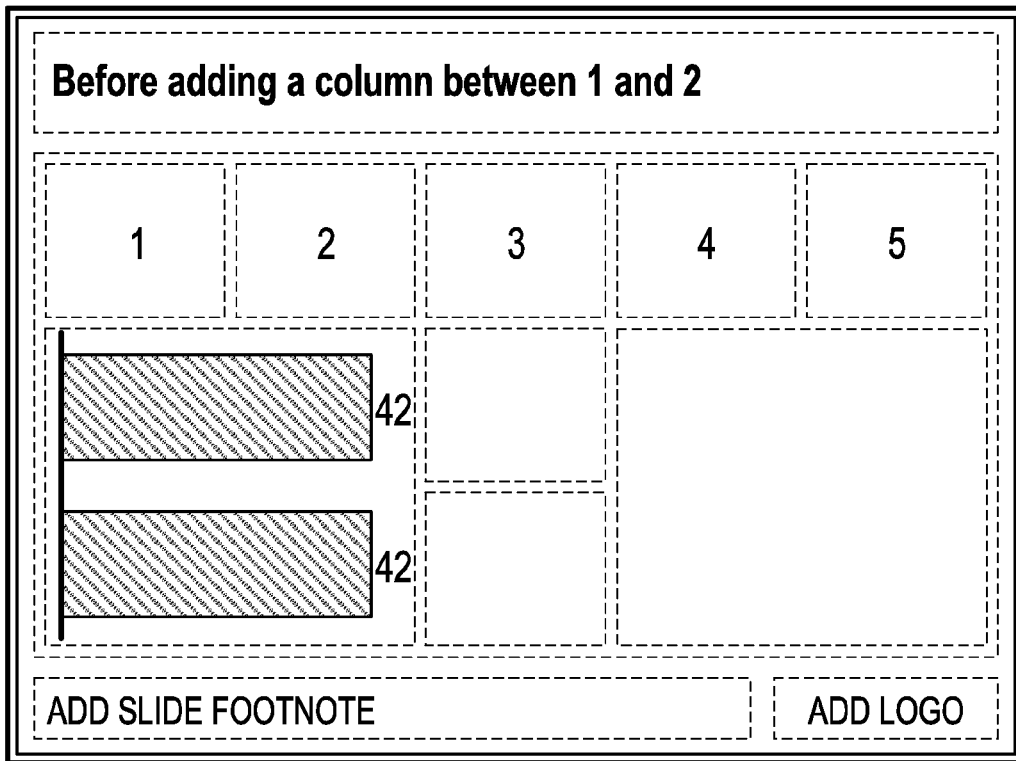 Before adding a column between 1 and 2
1 2 3 4 5
42
42
ADD SLIDE FOOTNOTE ADD LOGO